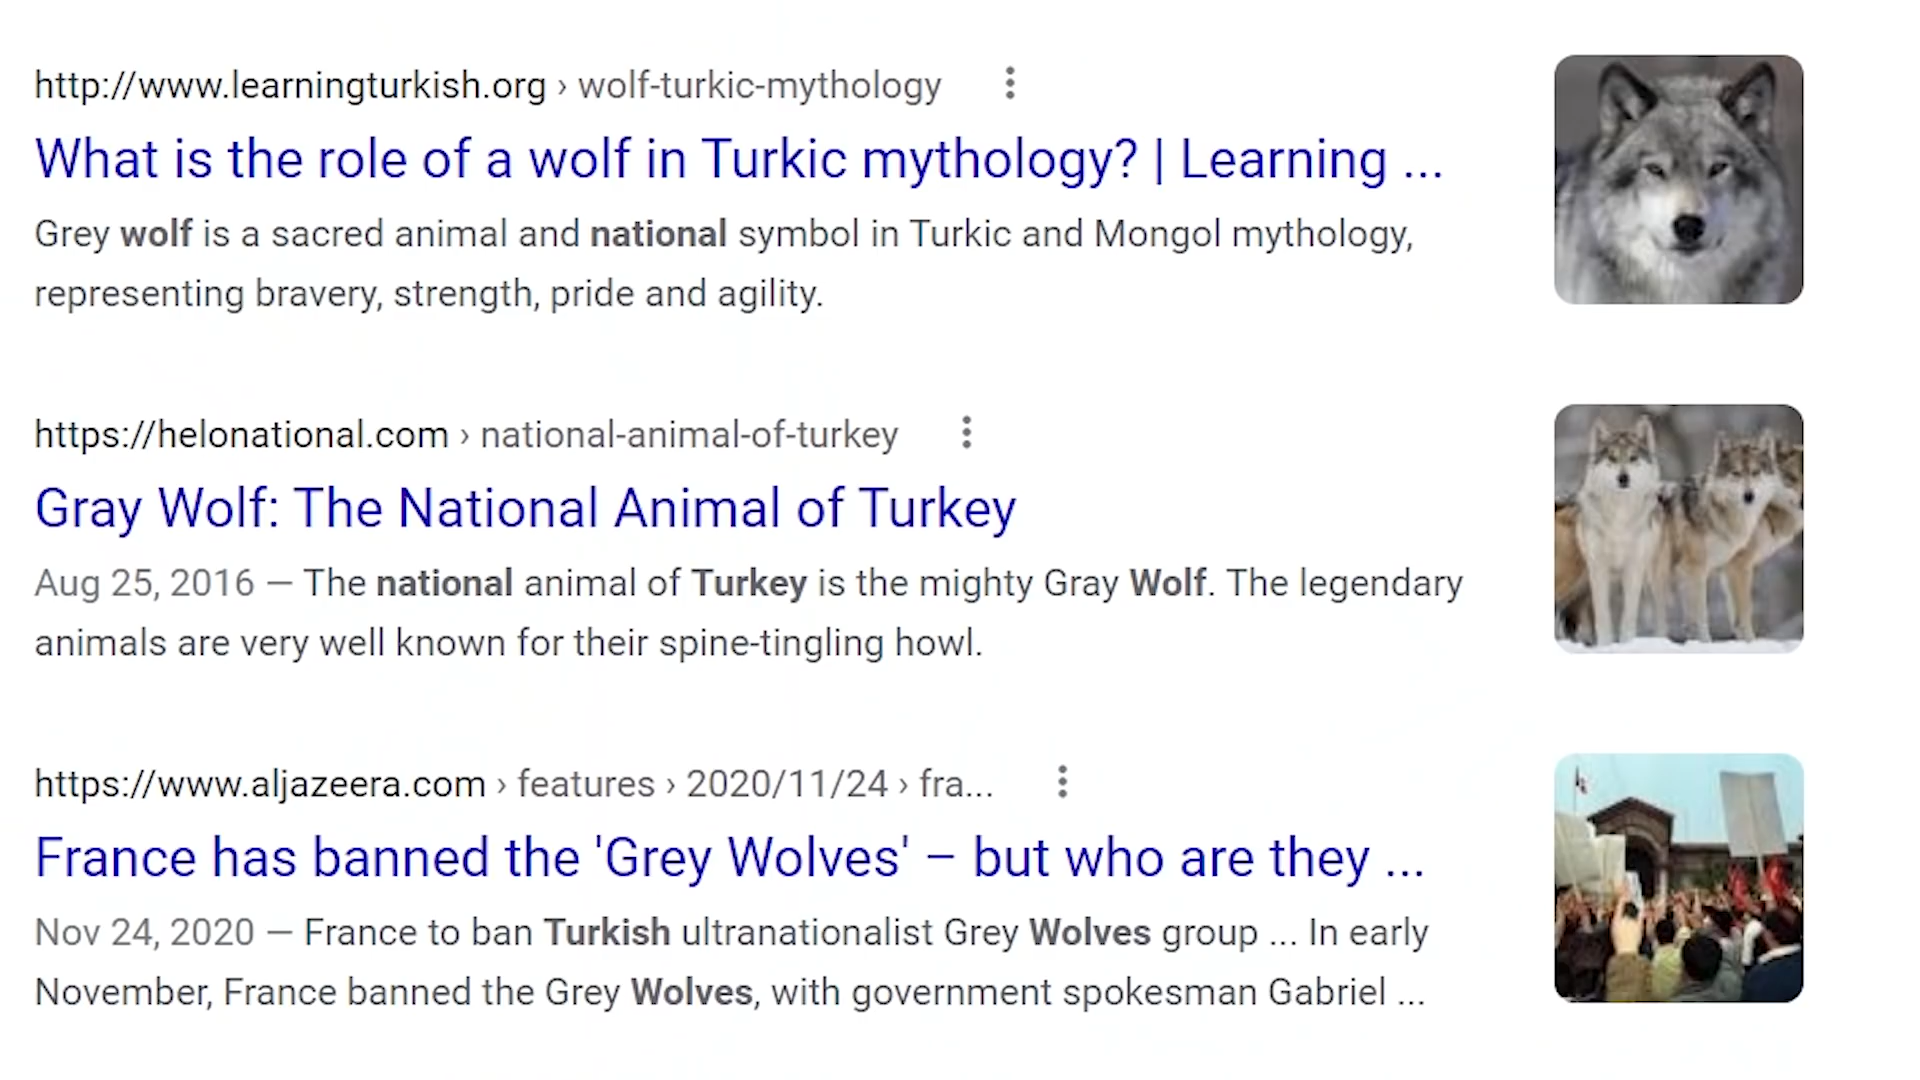 http://www.learningturkish.org › wolf-turkic-mythology
What is the role of a wolf in Turkic mythology? | Learning ...
Grey wolf is a sacred animal and national symbol in Turkic and Mongol mythology,
representing bravery, strength, pride and agility.
https://helonational.com › national-animal-of-turkey
Gray Wolf: The National Animal of Turkey
Aug 25, 2016 — The national animal of Turkey is the mighty Gray Wolf. The legendary
animals are very well known for their spine-tingling howl.
https://www.aljazeera.com › features › 2020/11/24 › fra...
France has banned the 'Grey Wolves' – but who are they ...
Nov 24, 2020 — France to ban Turkish ultranationalist Grey Wolves group ... In early
November, France banned the Grey Wolves, with government spokesman Gabriel ...